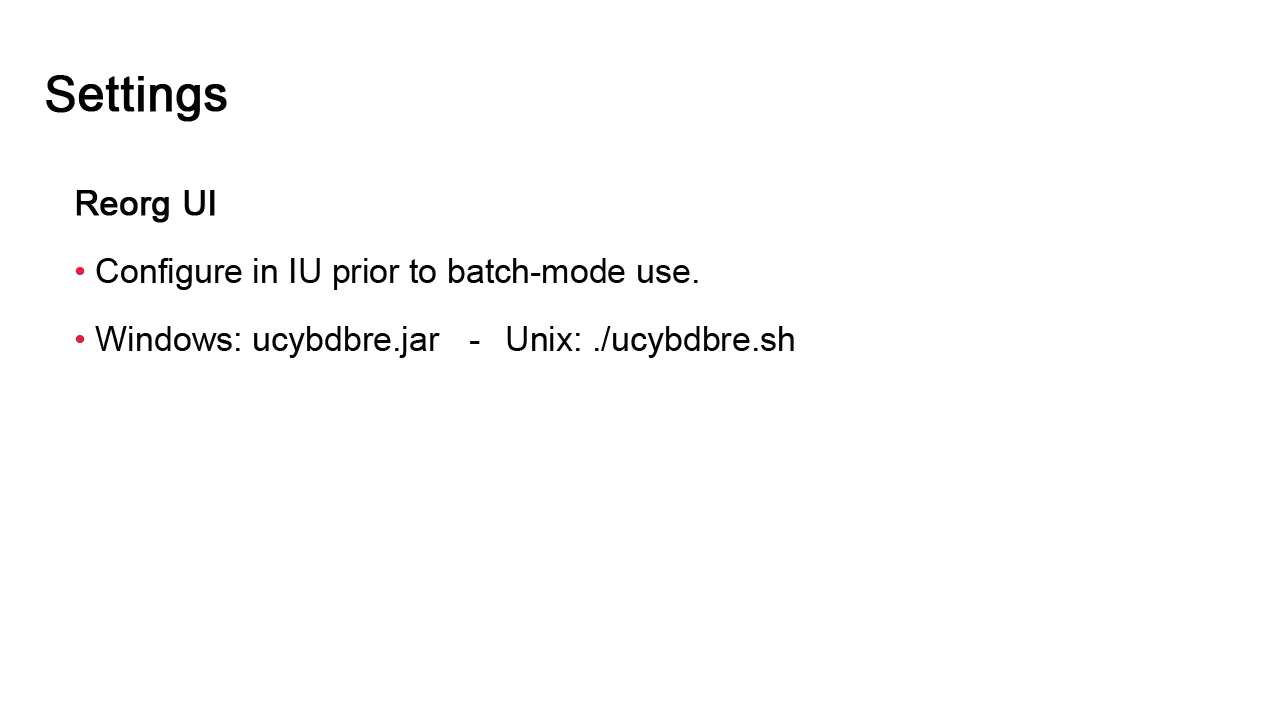 Settings
Reorg UI
• Configure in IU prior to batch-mode use.
• Windows: ucybdbre.jar - Unix: ./ucybdbre.sh